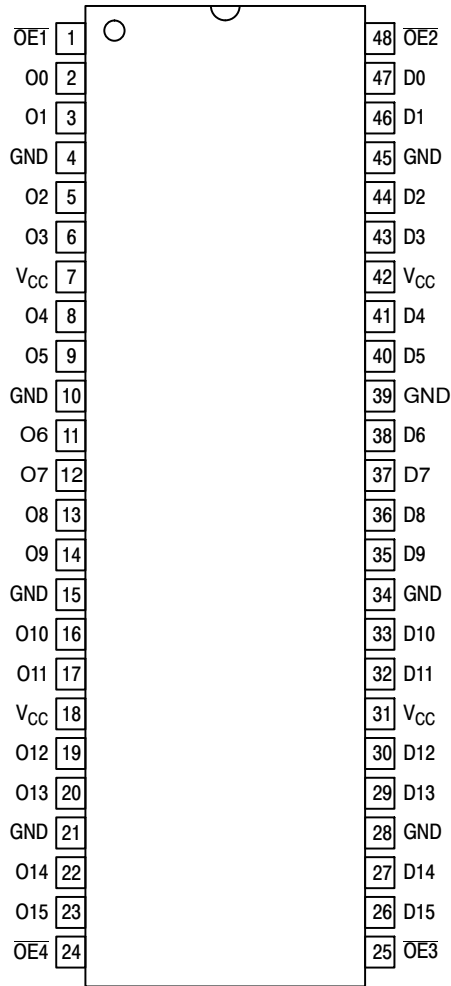 O̅E̅1̅ 1 48 O̅E̅2̅
O0 2 47 D0
O1 3 46 D1
GND 4 45 GND
O2 5 44 D2
O3 6 43 D3
VCC 7 42 VCC
O4 8 41 D4
O5 9 40 D5
GND 10 39 GND
O6 11 38 D6
O7 12 37 D7
O8 13 36 D8
O9 14 35 D9
GND 15 34 GND
O10 16 33 D10
O11 17 32 D11
VCC 18 31 VCC
O12 19 30 D12
O13 20 29 D13
GND 21 28 GND
O14 22 27 D14
O15 23 26 D15
O̅E̅4̅ 24 25 O̅E̅3̅